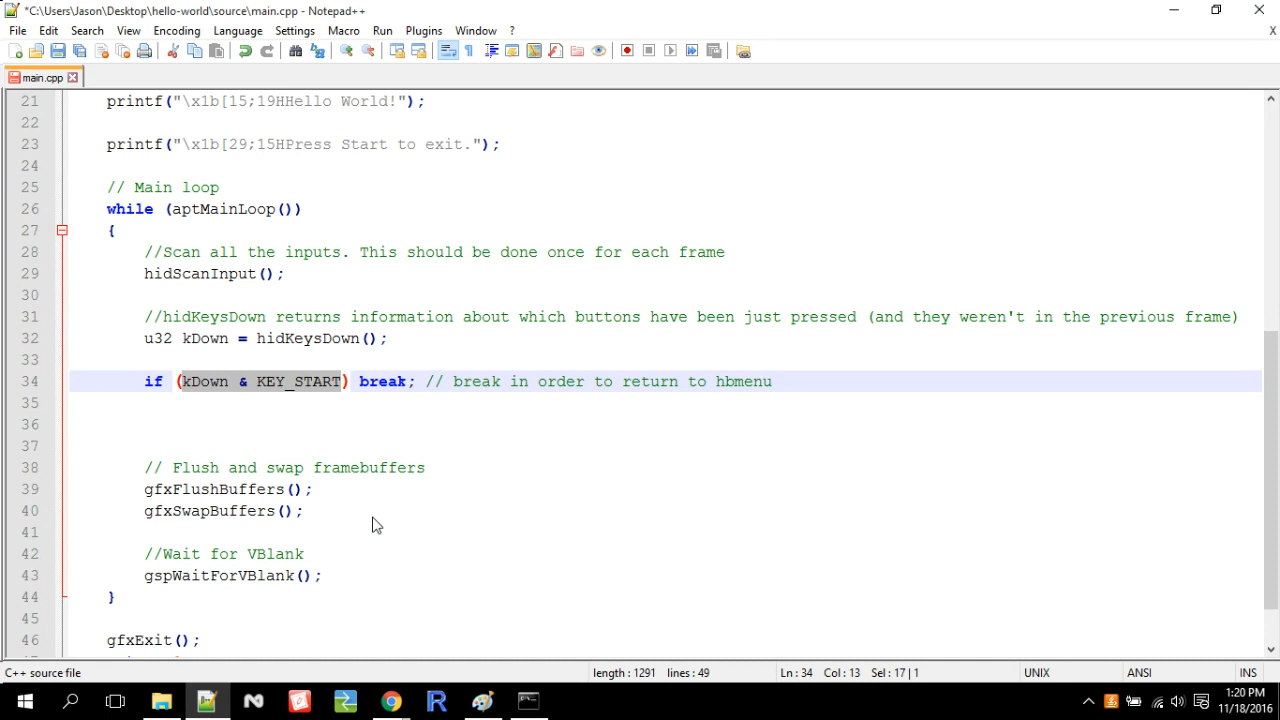 *C:\Users\Jason\Desktop\hello-world\source\main.cpp - Notepad++
File Edit Search View Encoding Language Settings Macro Run Plugins Window ? X
main.cpp
21 printf("\x1b[15;19HHello World!");
22
23 printf("\x1b[29;15HPress Start to exit.");
24
25 // Main loop
26 while (aptMainLoop())
27 {
28 //Scan all the inputs. This should be done once for each frame
29 hidScanInput();
30
31 //hidKeysDown returns information about which buttons have been just pressed (and they weren't in the previous frame)
32 u32 kDown = hidKeysDown();
33
34 if (kDown & KEY_START) break; // break in order to return to hbmenu
35
36
37
38 // Flush and swap framebuffers
39 gfxFlushBuffers();
40 gfxSwapBuffers();
41
42 //Wait for VBlank
43 gspWaitForVBlank();
44 }
45
46 gfxExit();
C++ source file length : 1291 lines : 49 Ln : 34 Col : 13 Sel : 17 | 1 UNIX ANSI INS
:20 PM
11/18/2016